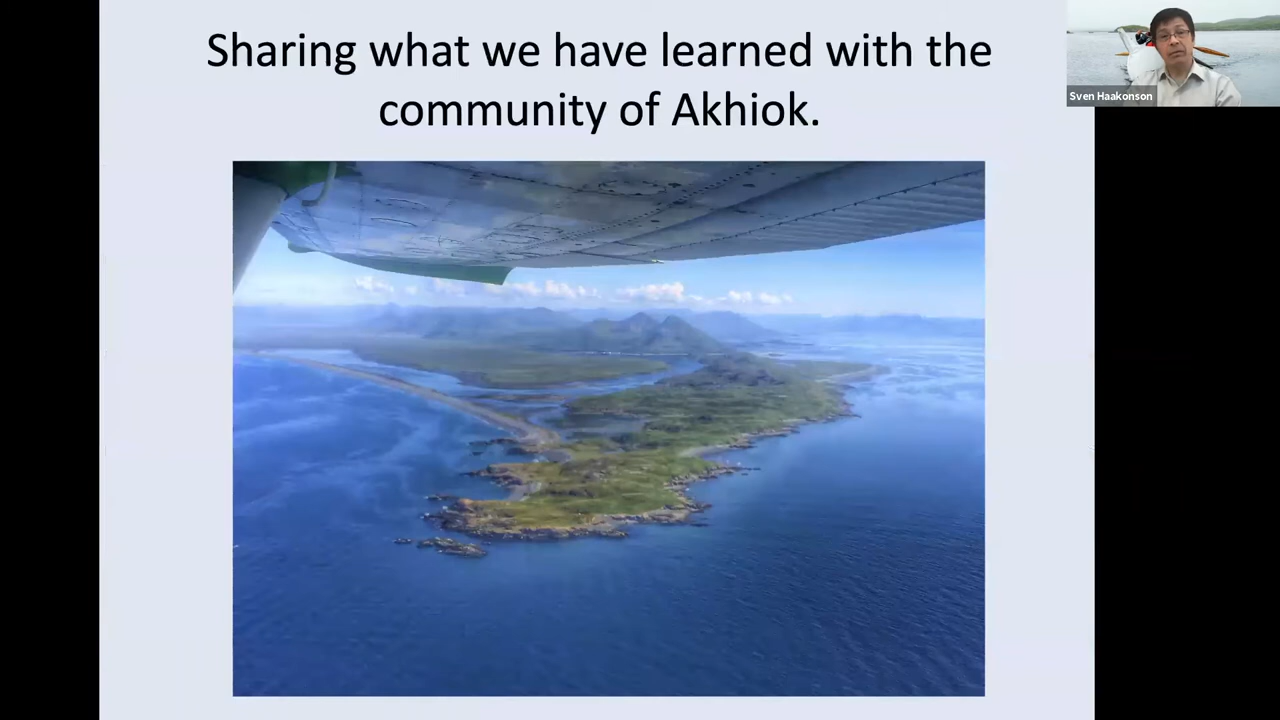 Sharing what we have learned with the
community of Akhiok.
Sven Haakonson